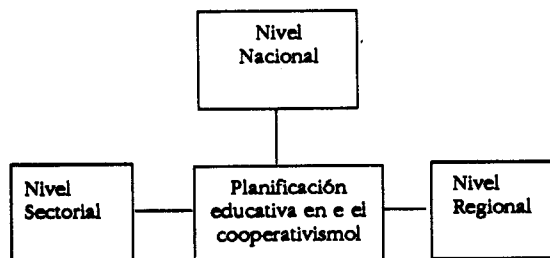 Nivel
Nacional
Nivel
Sectorial
Planificación
educativa en e el
cooperativismol
Nivel
Regional